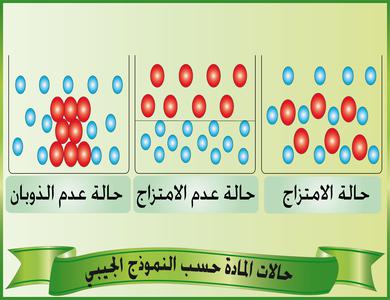 حالة الامتزاج
حالة عدم الامتزاج
حالة عدم الذوبان
حالات المادة حسب النموذج الجيبي